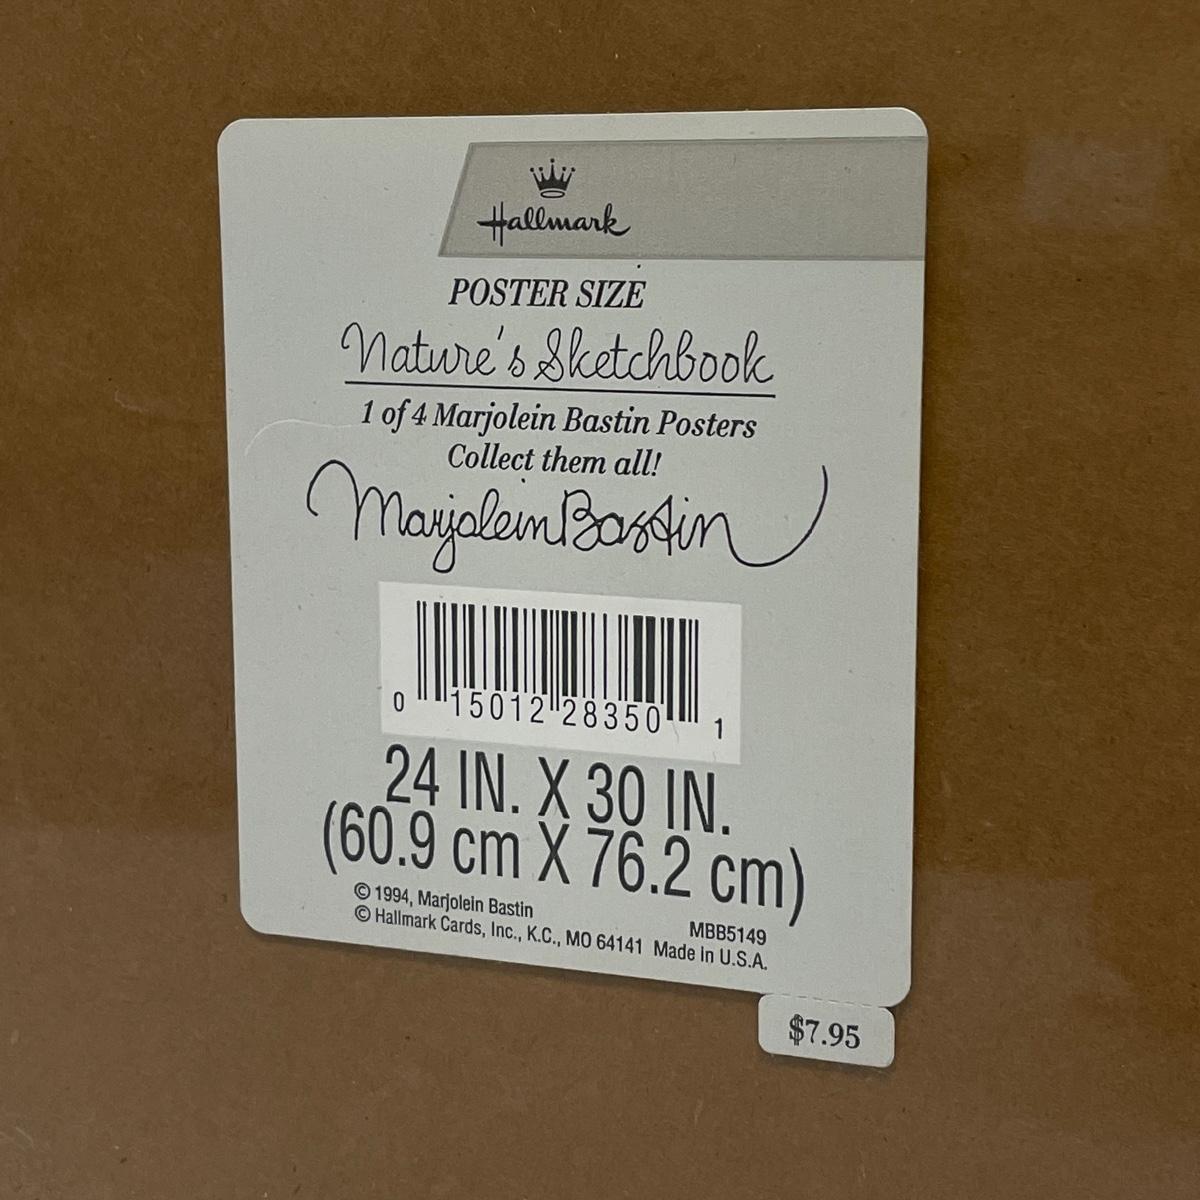 Hallmark
POSTER SIZE
Nature's Sketchbook
1 of 4 Marjolein Bastin Posters
Collect them all!
Marjolein Bastin
0 15012 28350 1
24 IN. X 30 IN.
(60.9 cm X 76.2 cm)
© 1994, Marjolein Bastin
MBB5149
© Hallmark Cards, Inc., K.C., MO 64141 Made in U.S.A.
$7.95